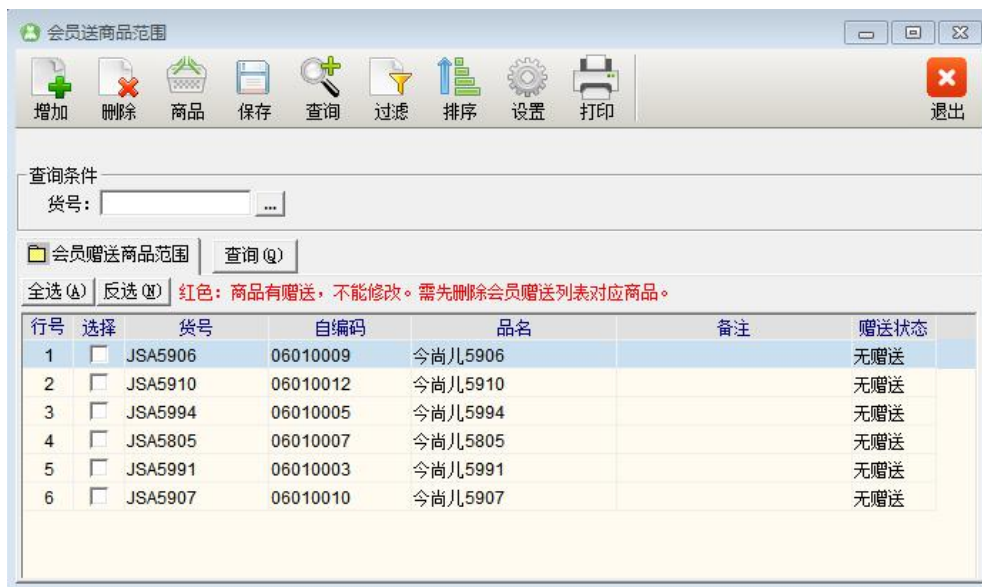 会员送商品范围
增加 删除 商品 保存 查询 过滤 排序 设置 打印 退出
查询条件
货号: ...
会员赠送商品范围 查询(Q)
全选(A) 反选(N) 红色: 商品有赠送, 不能修改。需先删除会员赠送列表对应商品。
行号 选择 货号 自编码 品名 备注 赠送状态
1 JSA5906 06010009 今尚儿5906 无赠送
2 JSA5910 06010012 今尚儿5910 无赠送
3 JSA5994 06010005 今尚儿5994 无赠送
4 JSA5805 06010007 今尚儿5805 无赠送
5 JSA5991 06010003 今尚儿5991 无赠送
6 JSA5907 06010010 今尚儿5907 无赠送